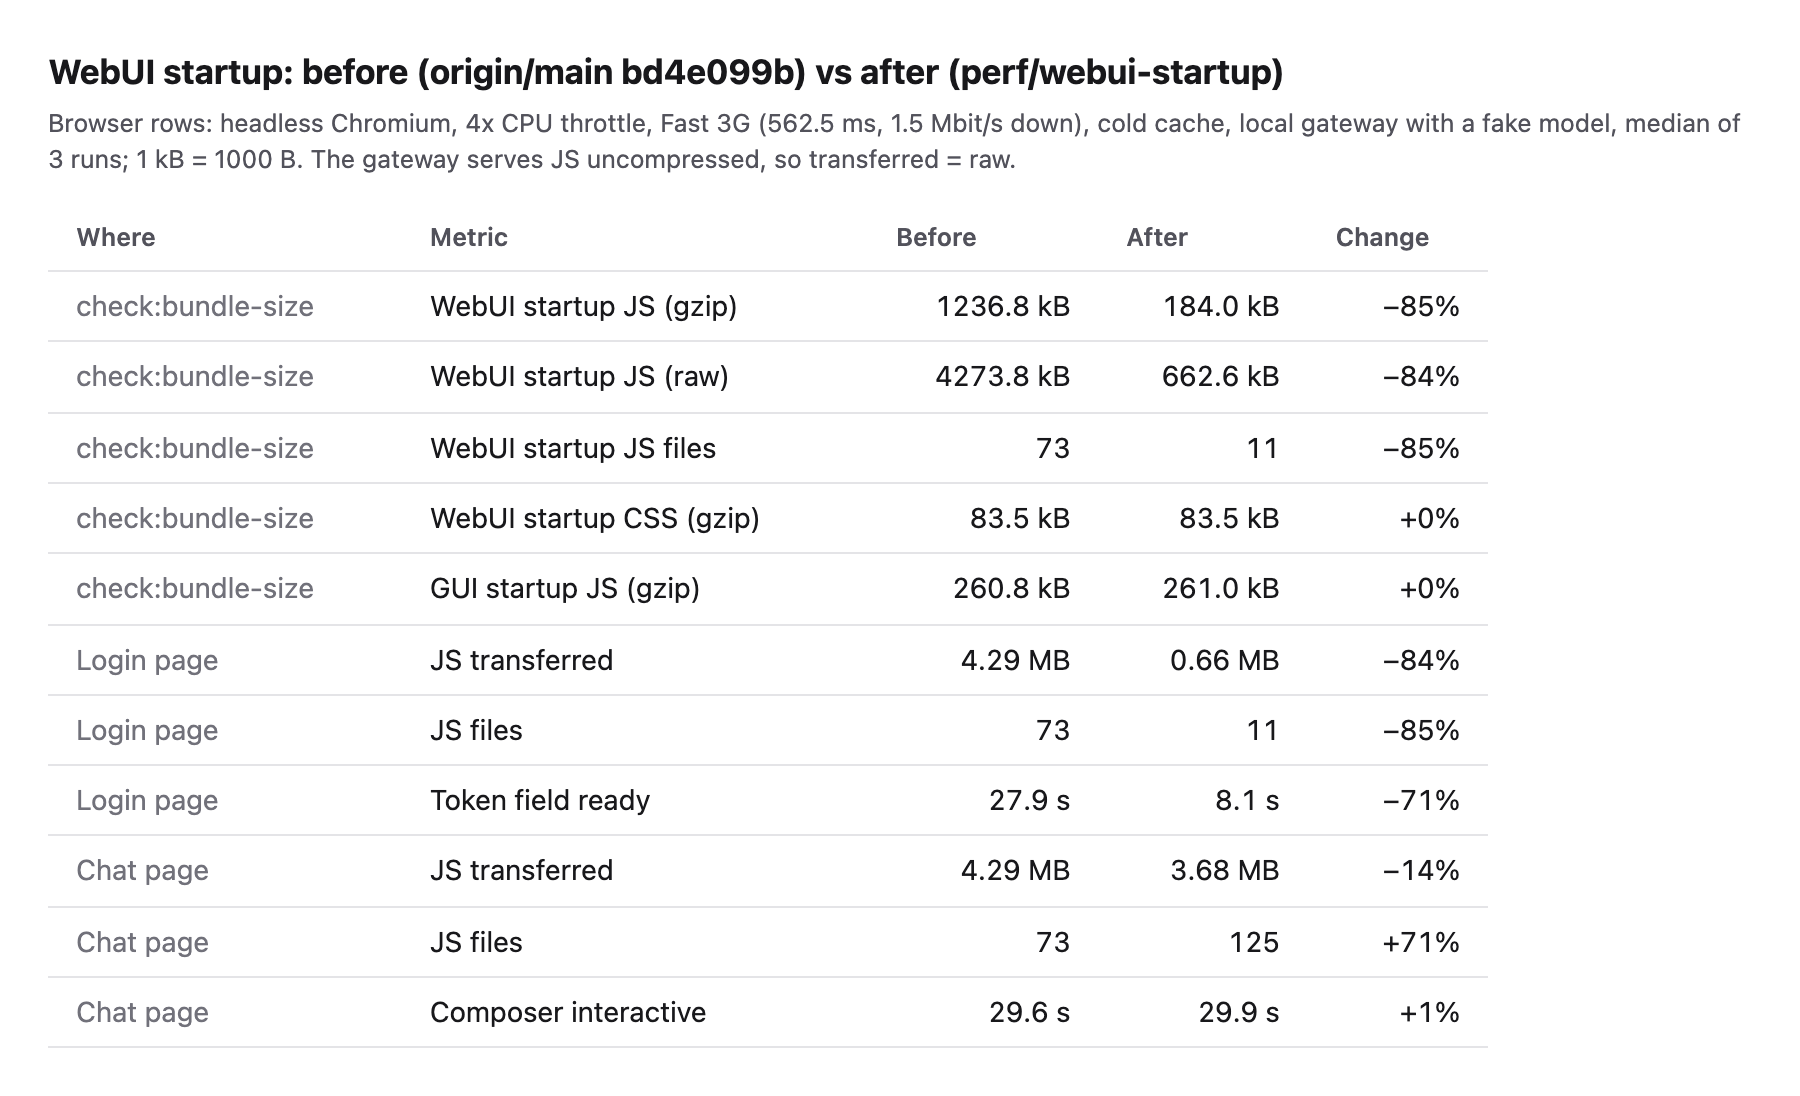 WebUI startup: before (origin/main bd4e099b) vs after (perf/webui-startup)
Browser rows: headless Chromium, 4x CPU throttle, Fast 3G (562.5 ms, 1.5 Mbit/s down), cold cache, local gateway with a fake model, median of
3 runs; 1 kB = 1000 B. The gateway serves JS uncompressed, so transferred = raw.
Where Metric Before After Change
check:bundle-size WebUI startup JS (gzip) 1236.8 kB 184.0 kB −85%
check:bundle-size WebUI startup JS (raw) 4273.8 kB 662.6 kB −84%
check:bundle-size WebUI startup JS files 73 11 −85%
check:bundle-size WebUI startup CSS (gzip) 83.5 kB 83.5 kB +0%
check:bundle-size GUI startup JS (gzip) 260.8 kB 261.0 kB +0%
Login page JS transferred 4.29 MB 0.66 MB −84%
Login page JS files 73 11 −85%
Login page Token field ready 27.9 s 8.1 s −71%
Chat page JS transferred 4.29 MB 3.68 MB −14%
Chat page JS files 73 125 +71%
Chat page Composer interactive 29.6 s 29.9 s +1%